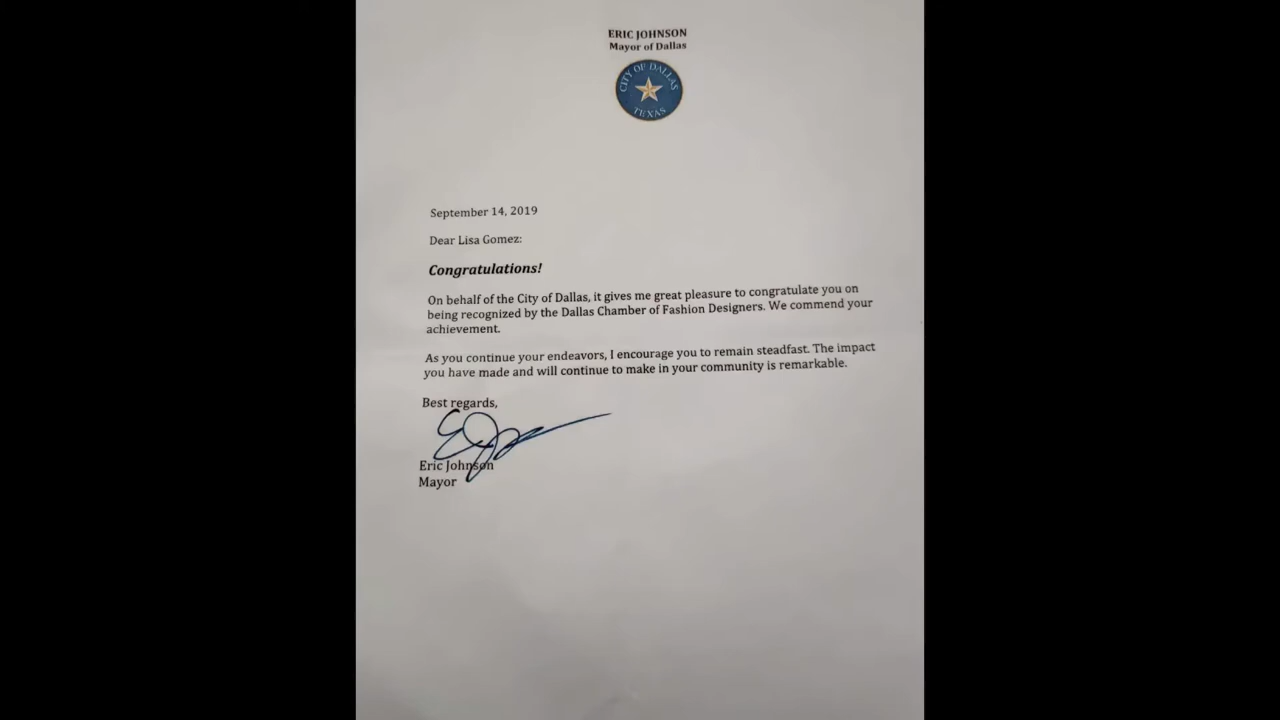 ERIC JOHNSON
Mayor of Dallas
CITY OF DALLAS
TEXAS
September 14, 2019
Dear Lisa Gomez:
Congratulations!
On behalf of the City of Dallas, it gives me great pleasure to congratulate you on
being recognized by the Dallas Chamber of Fashion Designers. We commend your
achievement.
As you continue your endeavors, I encourage you to remain steadfast. The impact
you have made and will continue to make in your community is remarkable.
Best regards,
Eric Johnson
Mayor